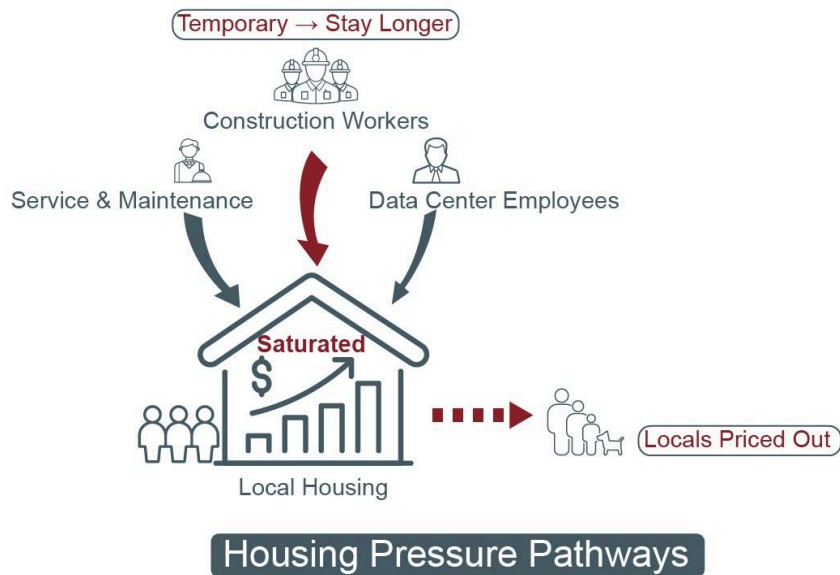 Temporary → Stay Longer
Construction Workers
Service & Maintenance
Data Center Employees
Saturated
$
Local Housing
Locals Priced Out
Housing Pressure Pathways